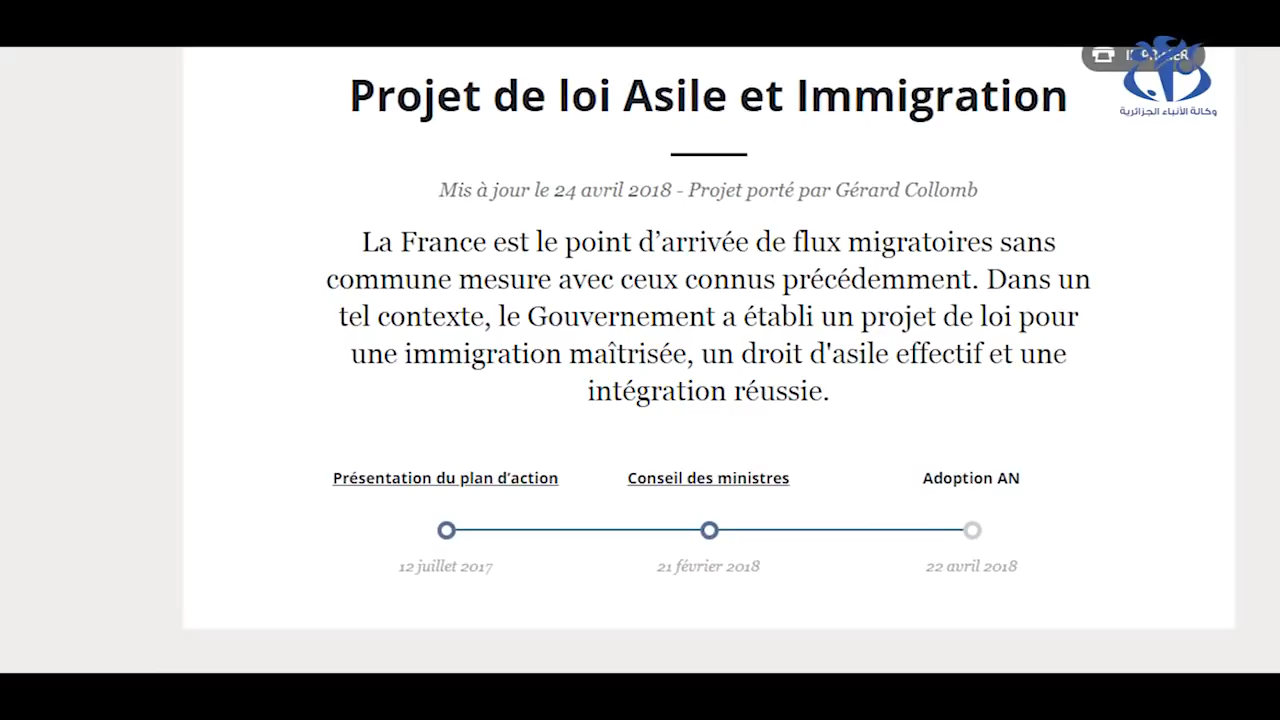 Projet de loi Asile et Immigration
وكالة الأنباء الجزائرية
Mis à jour le 24 avril 2018 - Projet porté par Gérard Collomb
La France est le point d’arrivée de flux migratoires sans
commune mesure avec ceux connus précédemment. Dans un
tel contexte, le Gouvernement a établi un projet de loi pour
une immigration maîtrisée, un droit d'asile effectif et une
intégration réussie.
Présentation du plan d’action
Conseil des ministres
Adoption AN
12 juillet 2017
21 février 2018
22 avril 2018